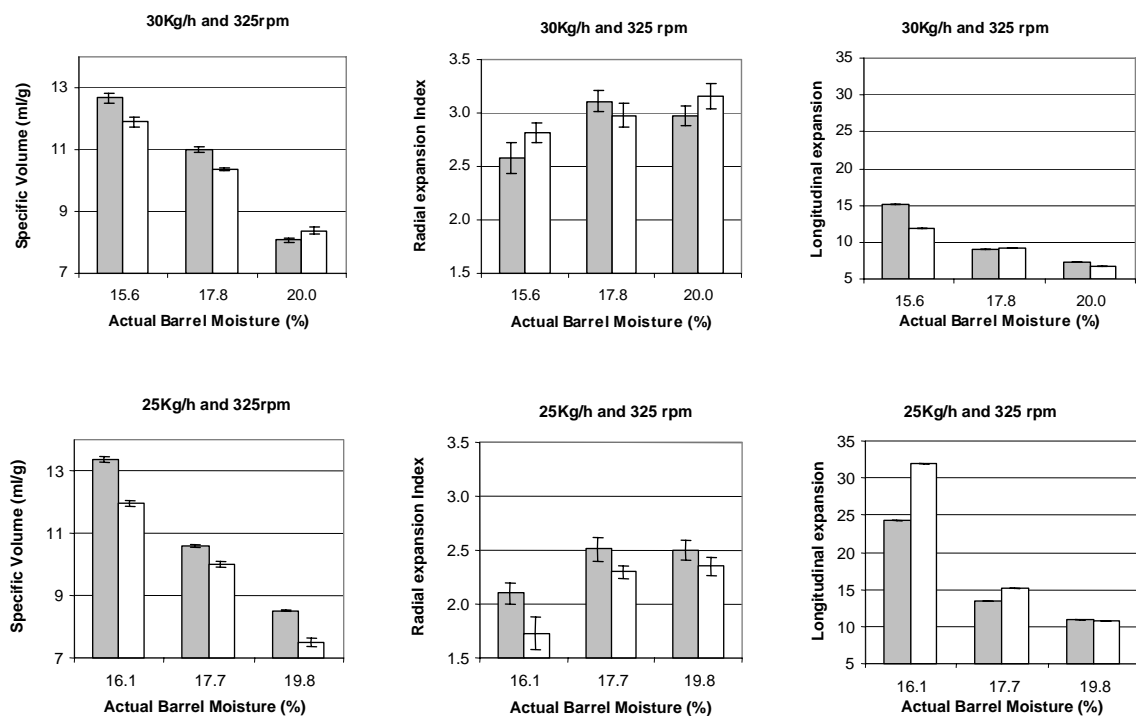 30Kg/h and 325rpm
Specific Volume (ml/g)
13
11
9
7
15.6 17.8 20.0
Actual Barrel Moisture (%)
30Kg/h and 325 rpm
Radial expansion Index
3.5
3.0
2.5
2.0
1.5
15.6 17.8 20.0
Actual Barrel Moisture (%)
30Kg/h and 325 rpm
Longitudinal expansion
35
30
25
20
15
10
5
15.6 17.8 20.0
Actual Barrel Moisture (%)
25Kg/h and 325rpm
Specific Volume (ml/g)
13
11
9
7
16.1 17.7 19.8
Actual Barrel Moisture (%)
25Kg/h and 325 rpm
Radial expansion Index
3.5
3.0
2.5
2.0
1.5
16.1 17.7 19.8
Actual Barrel Moisture (%)
25Kg/h and 325 rpm
Longitudinal expansion
35
30
25
20
15
10
5
16.1 17.7 19.8
Actual Barrel Moisture (%)